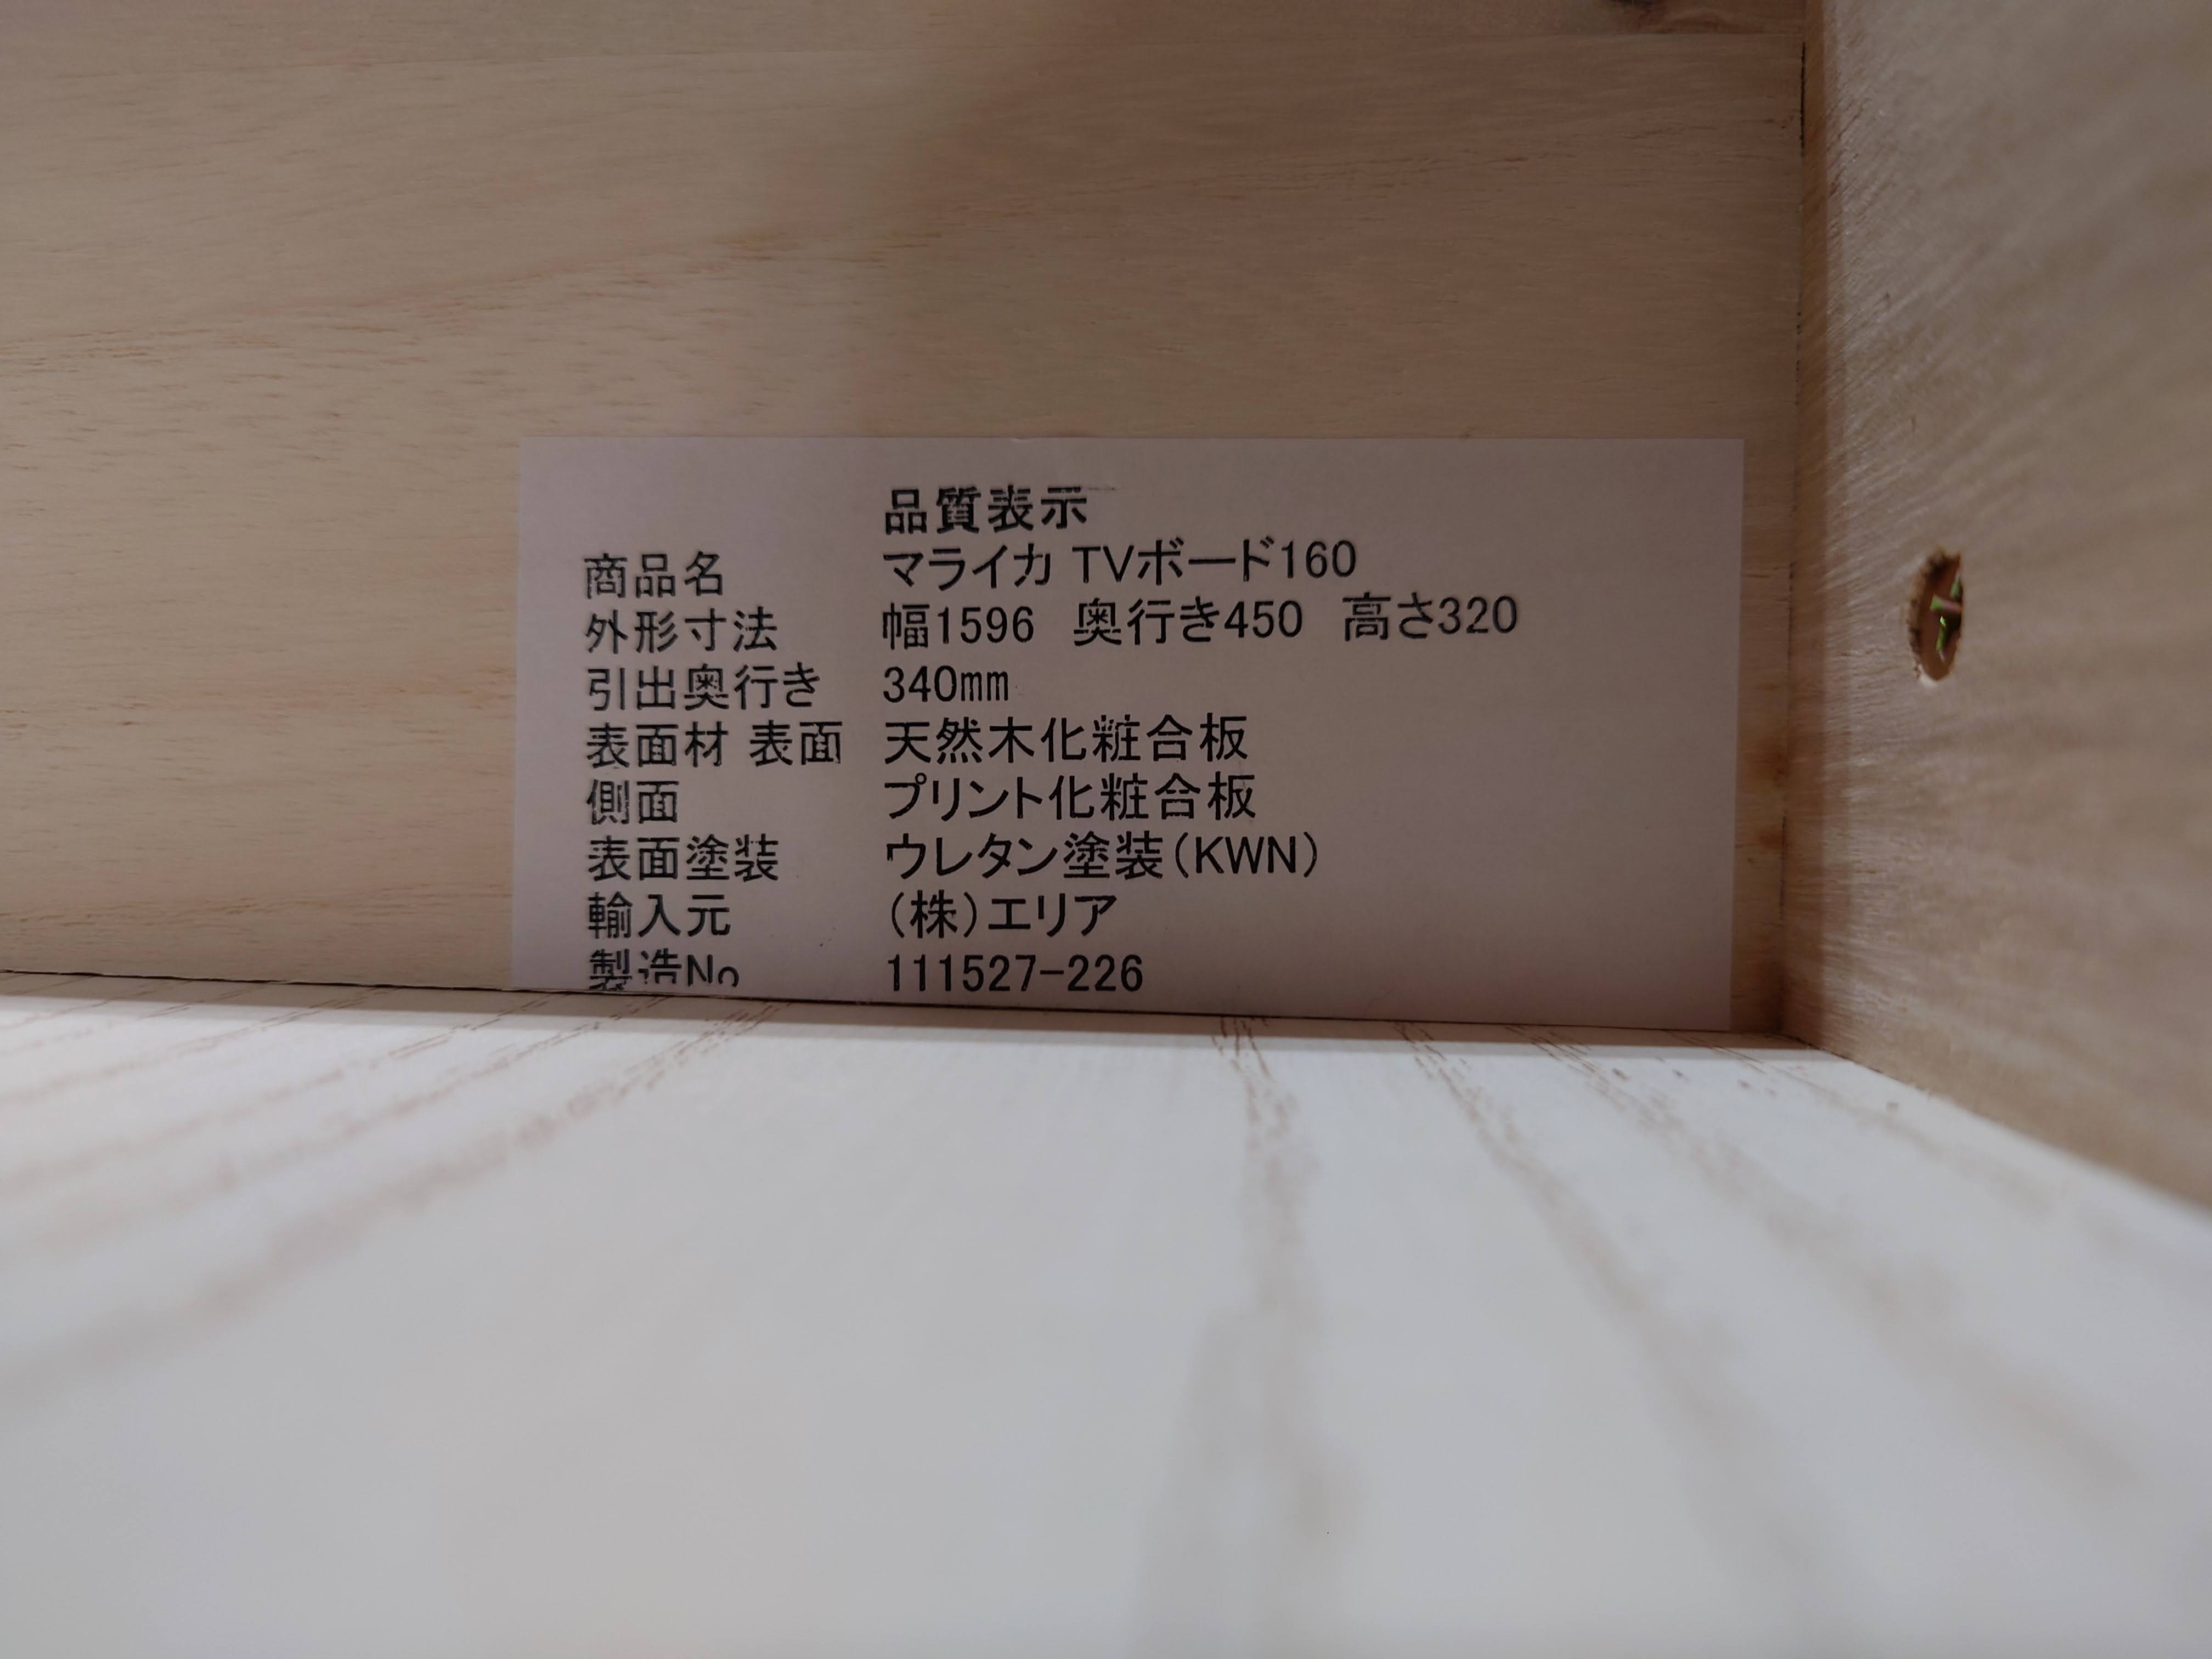 品質表示
商品名 マライカ TVボード160
外形寸法 幅1596 奥行き450 高さ320
引出奥行き 340mm
表面材 表面 天然木化粧合板
側面 プリント化粧合板
表面塗装 ウレタン塗装(KWN)
輸入元 (株)エリア
製造No 111527-226